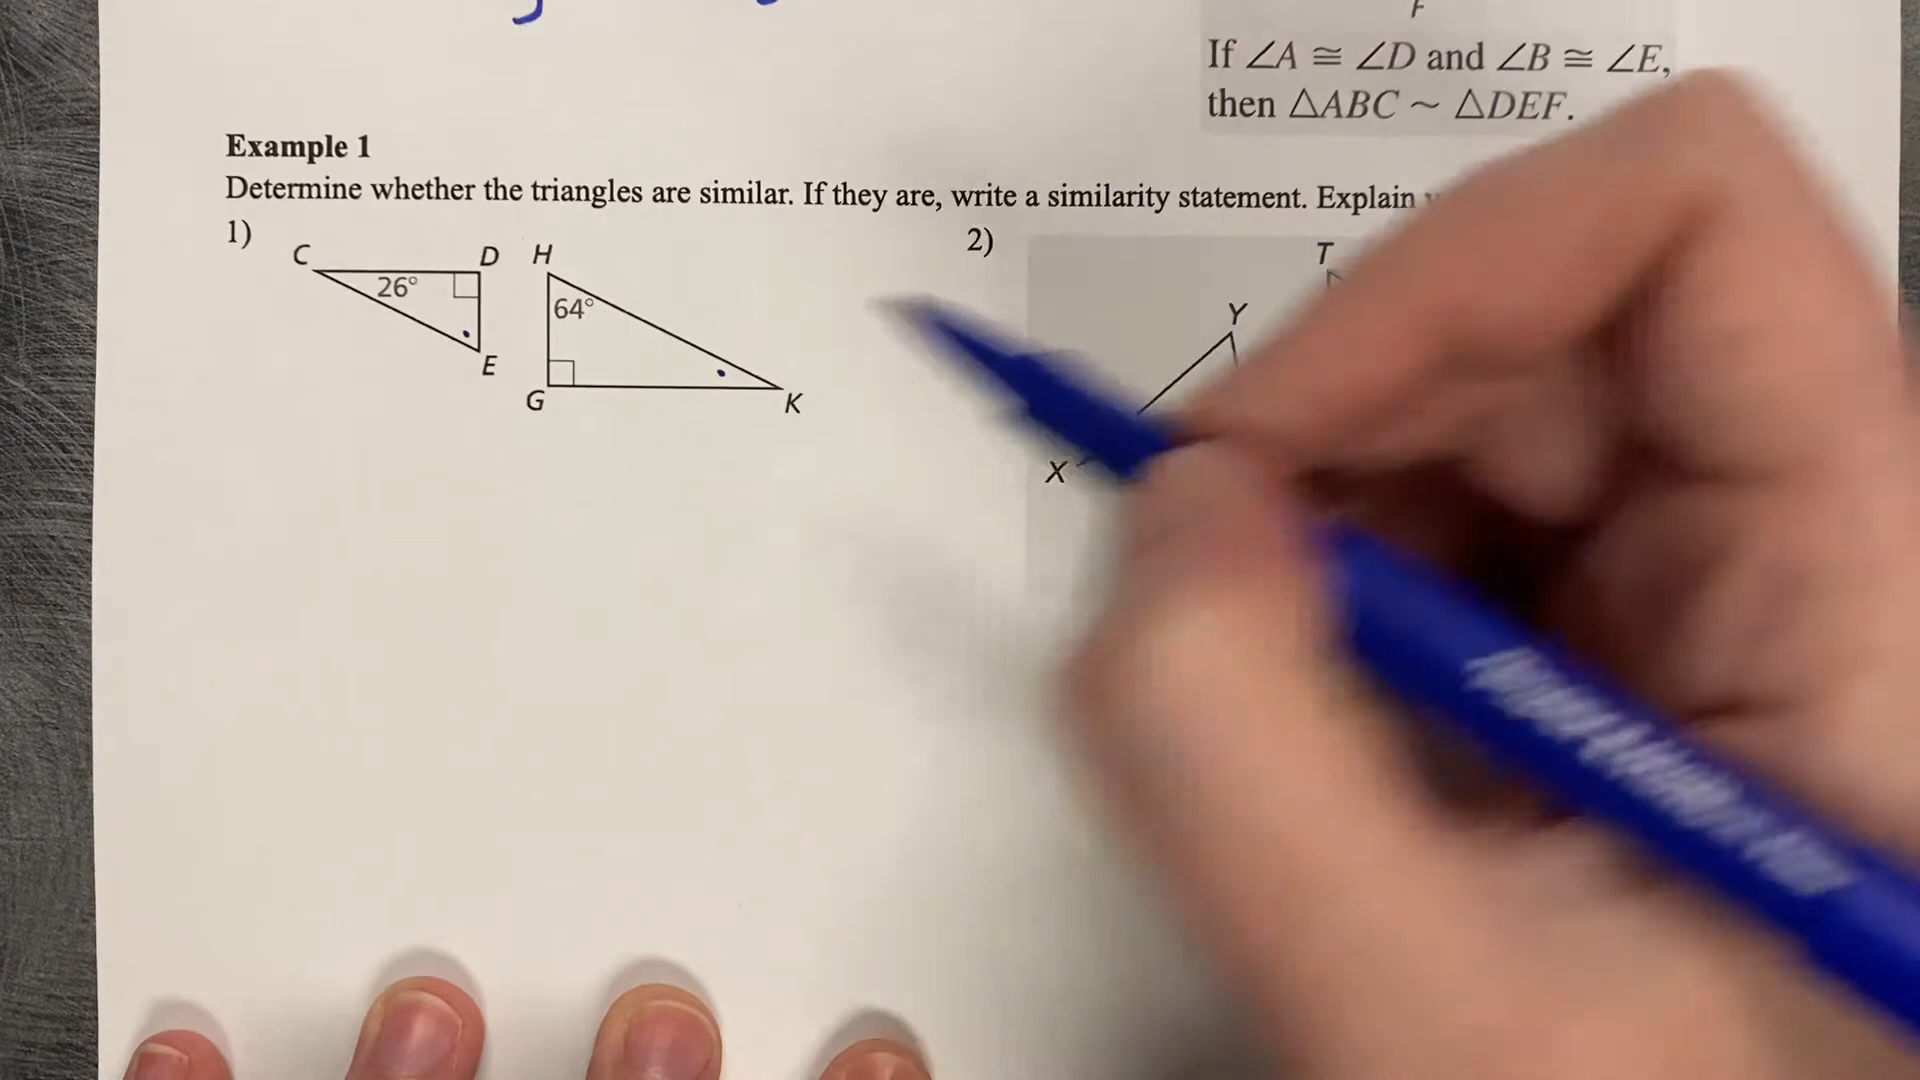 F
If ∠A ≅ ∠D and ∠B ≅ ∠E,
then △ABC ~ △DEF.
Example 1
Determine whether the triangles are similar. If they are, write a similarity statement. Explain
1)
C
D
26°
E
H
64°
G
K
2)
T
Y
X